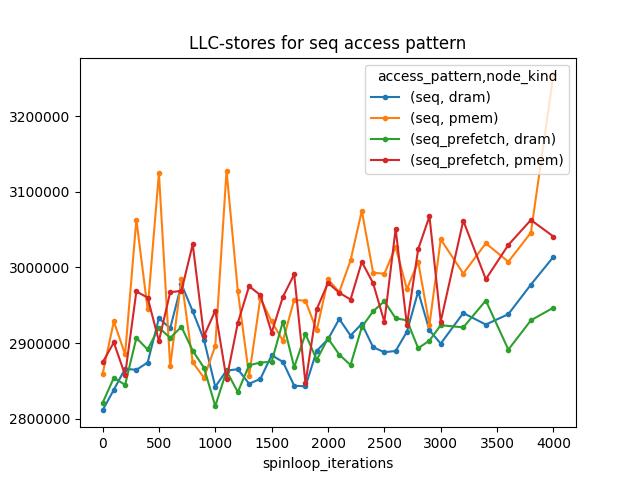 LLC-stores for seq access pattern
access_pattern,node_kind
(seq, dram)
(seq, pmem)
(seq_prefetch, dram)
(seq_prefetch, pmem)
3200000
3100000
3000000
2900000
2800000
0 500 1000 1500 2000 2500 3000 3500 4000
spinloop_iterations